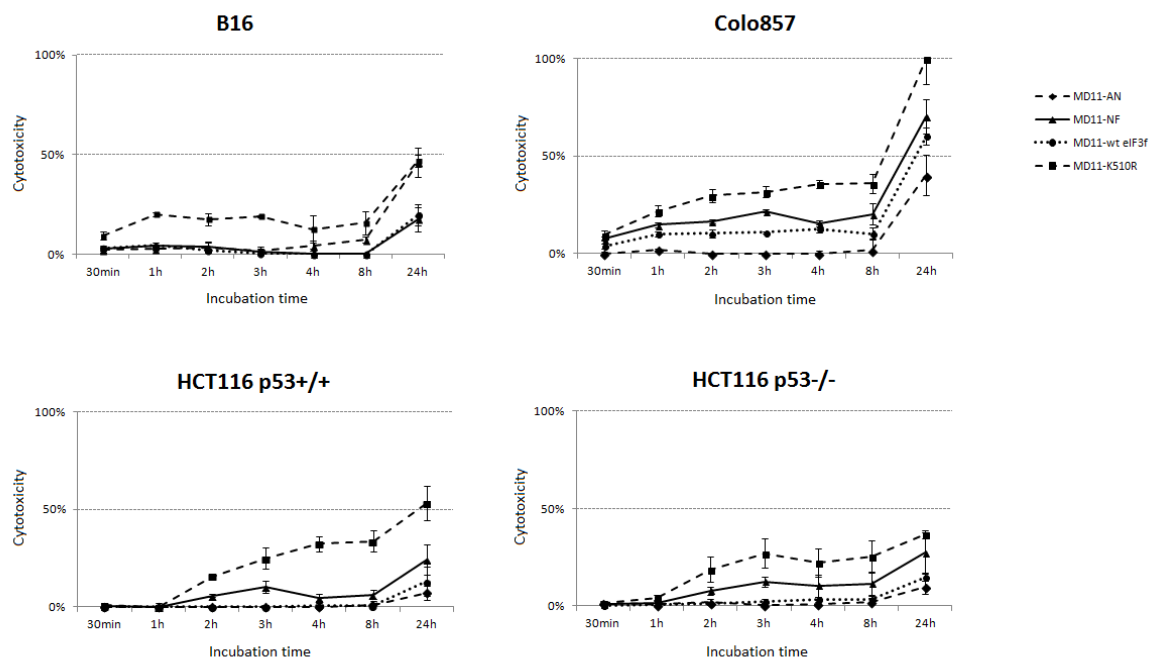 B16
100%
50%
0%
Cytotoxicity
30min 1h 2h 3h 4h 8h 24h
Incubation time
Colo857
100%
50%
0%
Cytotoxicity
30min 1h 2h 3h 4h 8h 24h
Incubation time
MD11-AN
MD11-NF
MD11-wt eIF3f
MD11-K510R
HCT116 p53+/+
100%
50%
0%
Cytotoxicity
30min 1h 2h 3h 4h 8h 24h
Incubation time
HCT116 p53-/-
100%
50%
0%
Cytotoxicity
30min 1h 2h 3h 4h 8h 24h
Incubation time